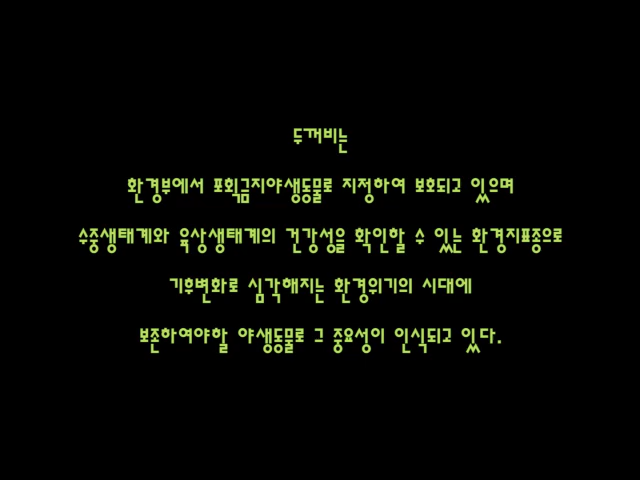 두꺼비는
환경부에서 포획금지야생동물로 지정하여 보호되고 있으며
수중생태계와 육상생태계의 건강성을 확인할 수 있는 환경지표종으로
기후변화로 심각해지는 환경위기의 시대에
보존하여야할 야생동물로 그 중요성이 인식되고 있다.